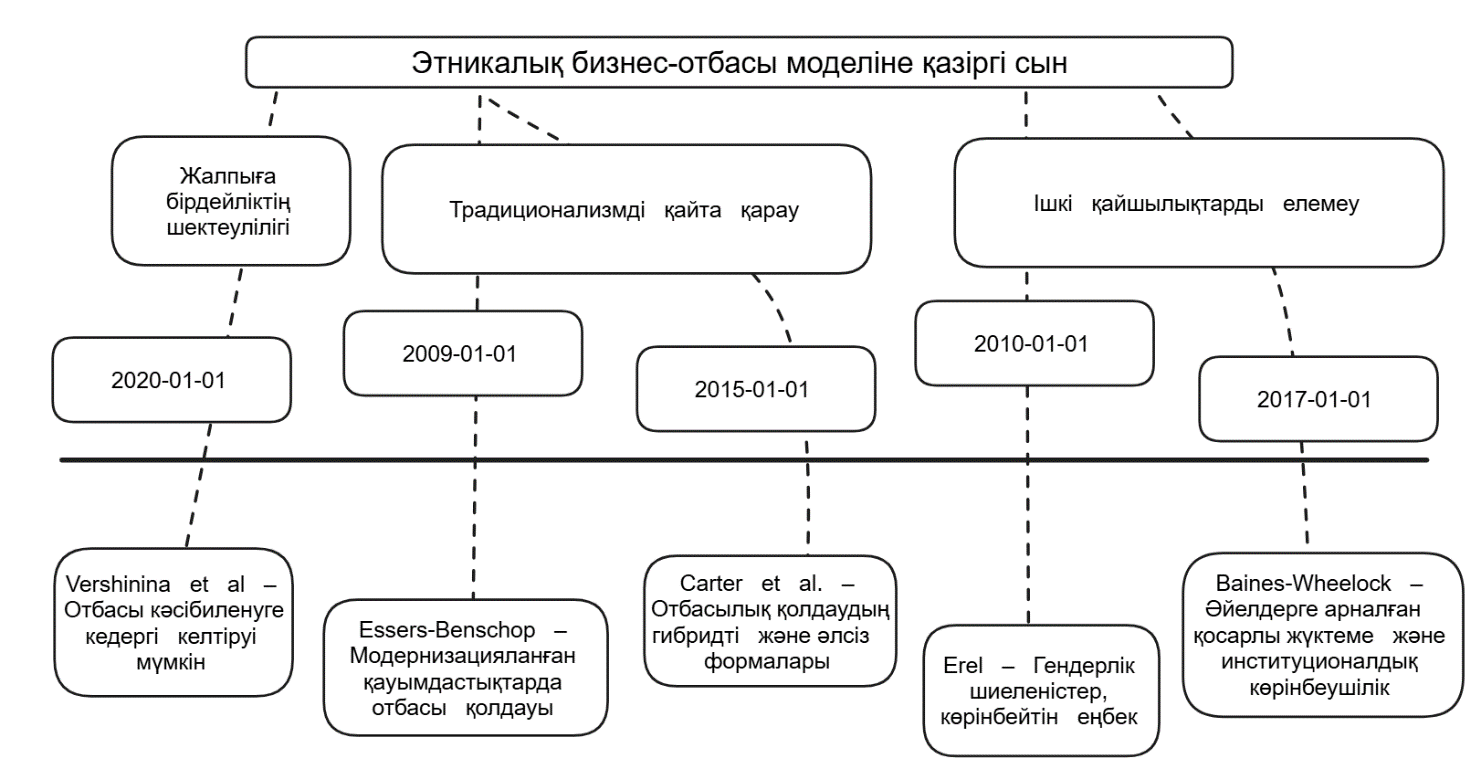 Этникалық бизнес-отбасы моделіне қазіргі сын
Жалпыға
бірдейліктің
шектеулілігі
Традиционализмді қайта қарау
Ішкі қайшылықтарды елемеу
2020-01-01
2009-01-01
2015-01-01
2010-01-01
2017-01-01
Vershinina et al –
Отбасы кәсібиленуге
кедергі келтіруі
мүмкін
Essers-Benschop –
Модернизацияланған
қауымдастықтарда
отбасы қолдауы
Carter et al. –
Отбасылық қолдаудың
гибридті және әлсіз
формалары
Erel – Гендерлік
шиеленістер,
көрінбейтін еңбек
Baines-Wheelock –
Әйелдерге арналған
қосарлы жүктеме және
институционалдық
көрінбеушілік